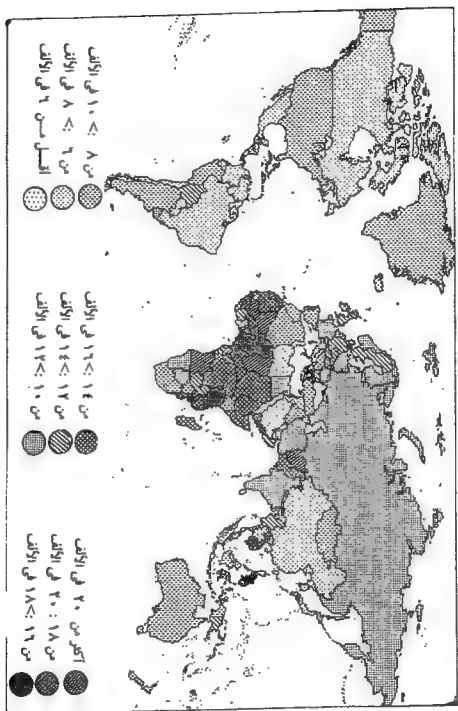 أقل من ٦ في الألف
من ٦ :< ٨ في الألف
من ٨ :< ١٠ في الألف
من ١٠ :< ١٢ في الألف
من ١٢ :< ١٤ في الألف
من ١٤ :< ١٦ في الألف
من ١٦ :< ١٨ في الألف
من ١٨ : ٢٠ في الألف
أكثر من ٢٠ في الألف